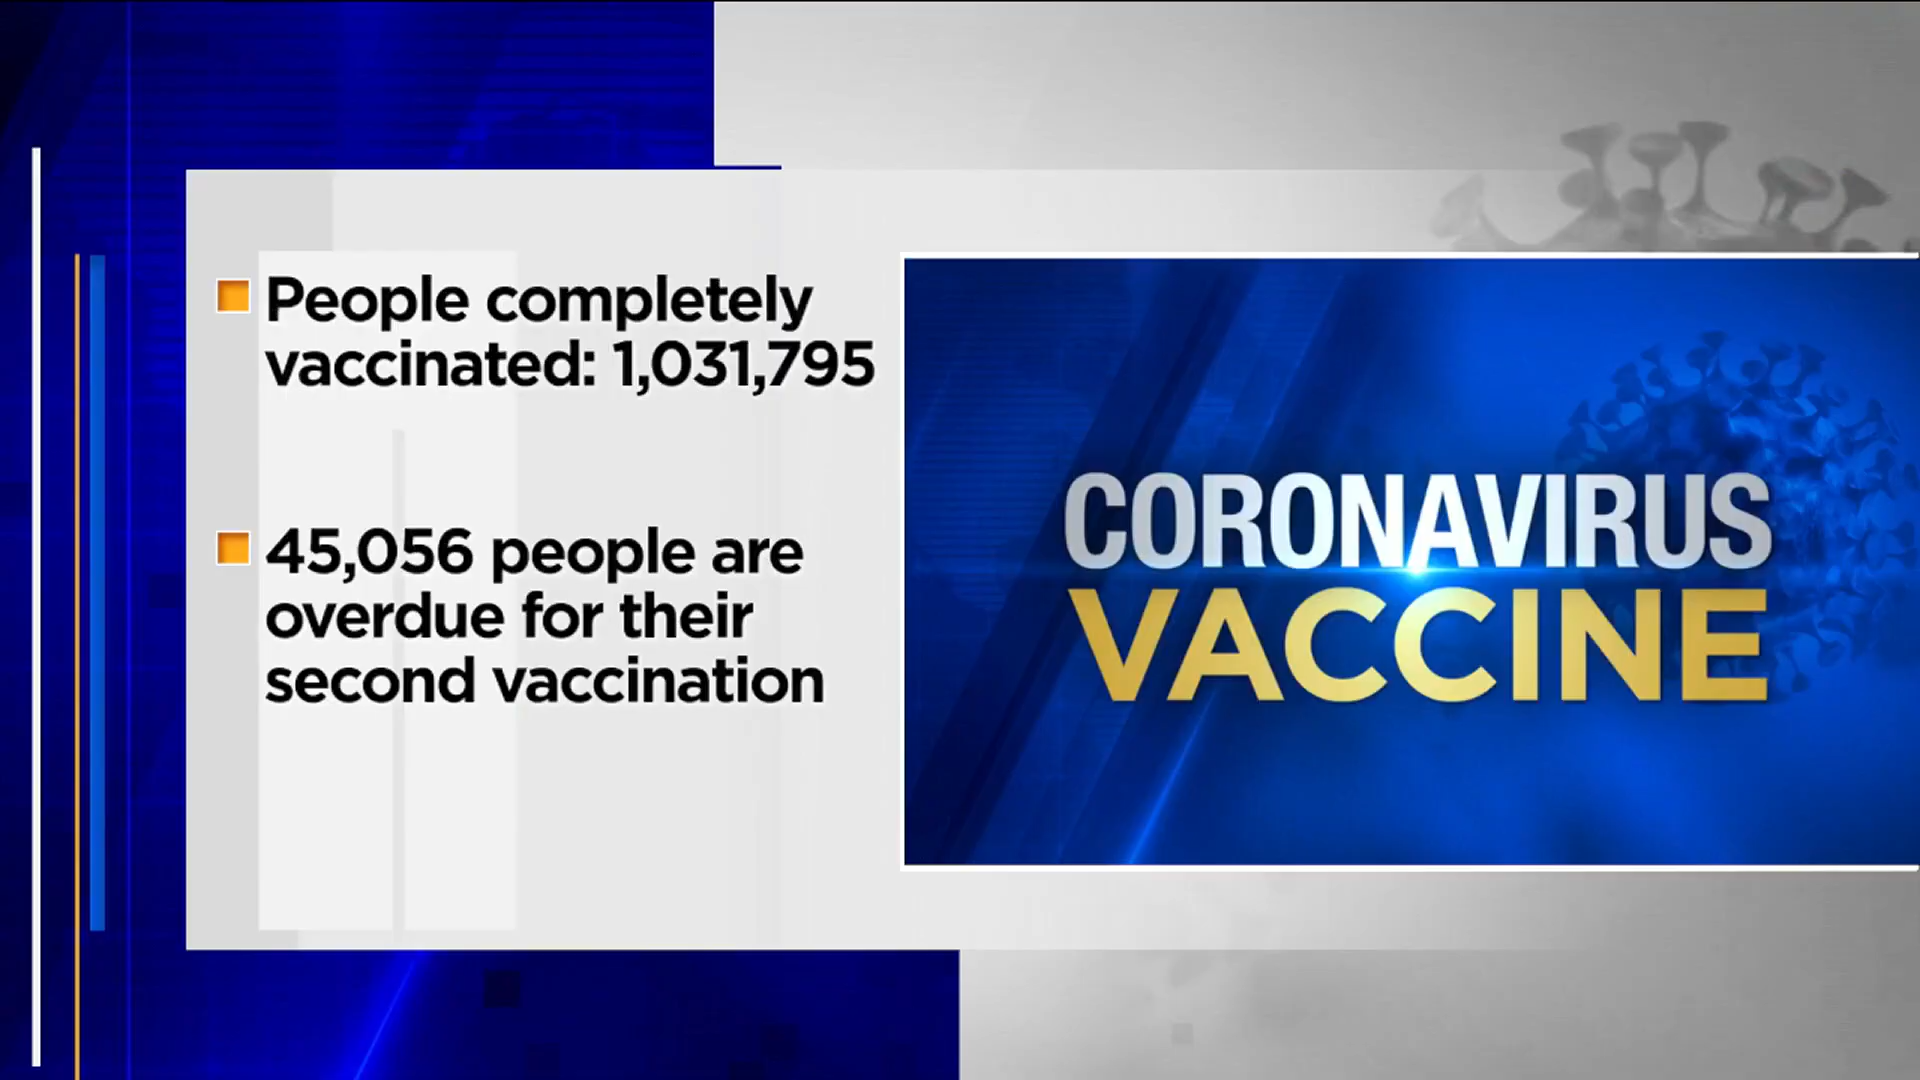 People completely
vaccinated: 1,031,795
45,056 people are
overdue for their
second vaccination
CORONAVIRUS
VACCINE